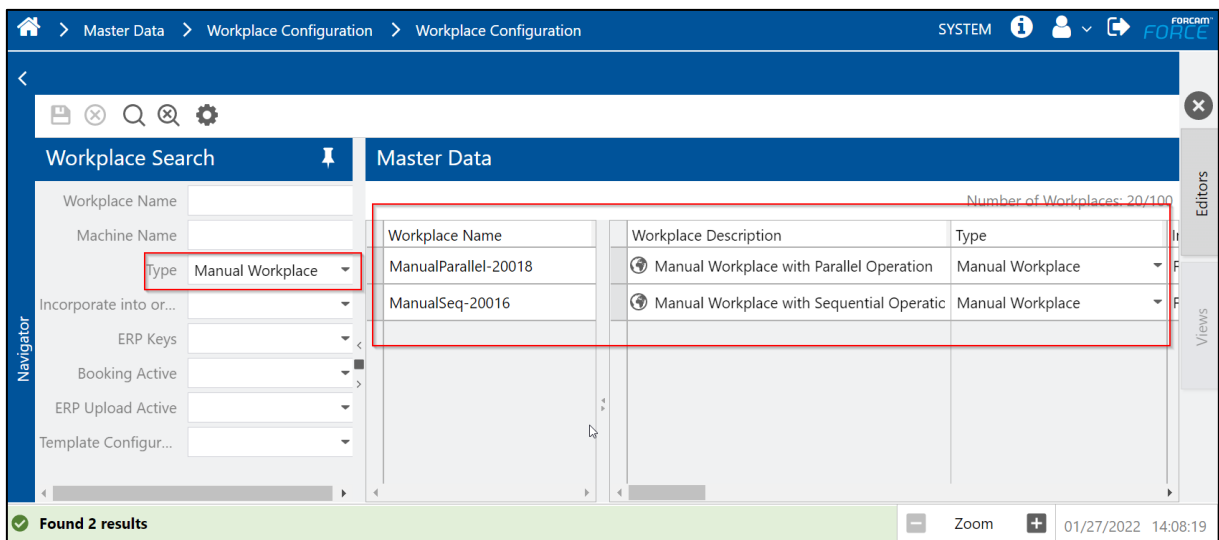 > Master Data > Workplace Configuration > Workplace Configuration
SYSTEM
FORCAM
FORCE
Workplace Search
Workplace Name
Machine Name
Type Manual Workplace
Incorporate into or...
ERP Keys
Booking Active
ERP Upload Active
Template Configur...
Master Data
Number of Workplaces: 20/100
Workplace Name Workplace Description Type
ManualParallel-20018 Manual Workplace with Parallel Operation Manual Workplace
ManualSeq-20016 Manual Workplace with Sequential Operatic Manual Workplace
Navigator
Editors
Views
Found 2 results
Zoom
01/27/2022 14:08:19